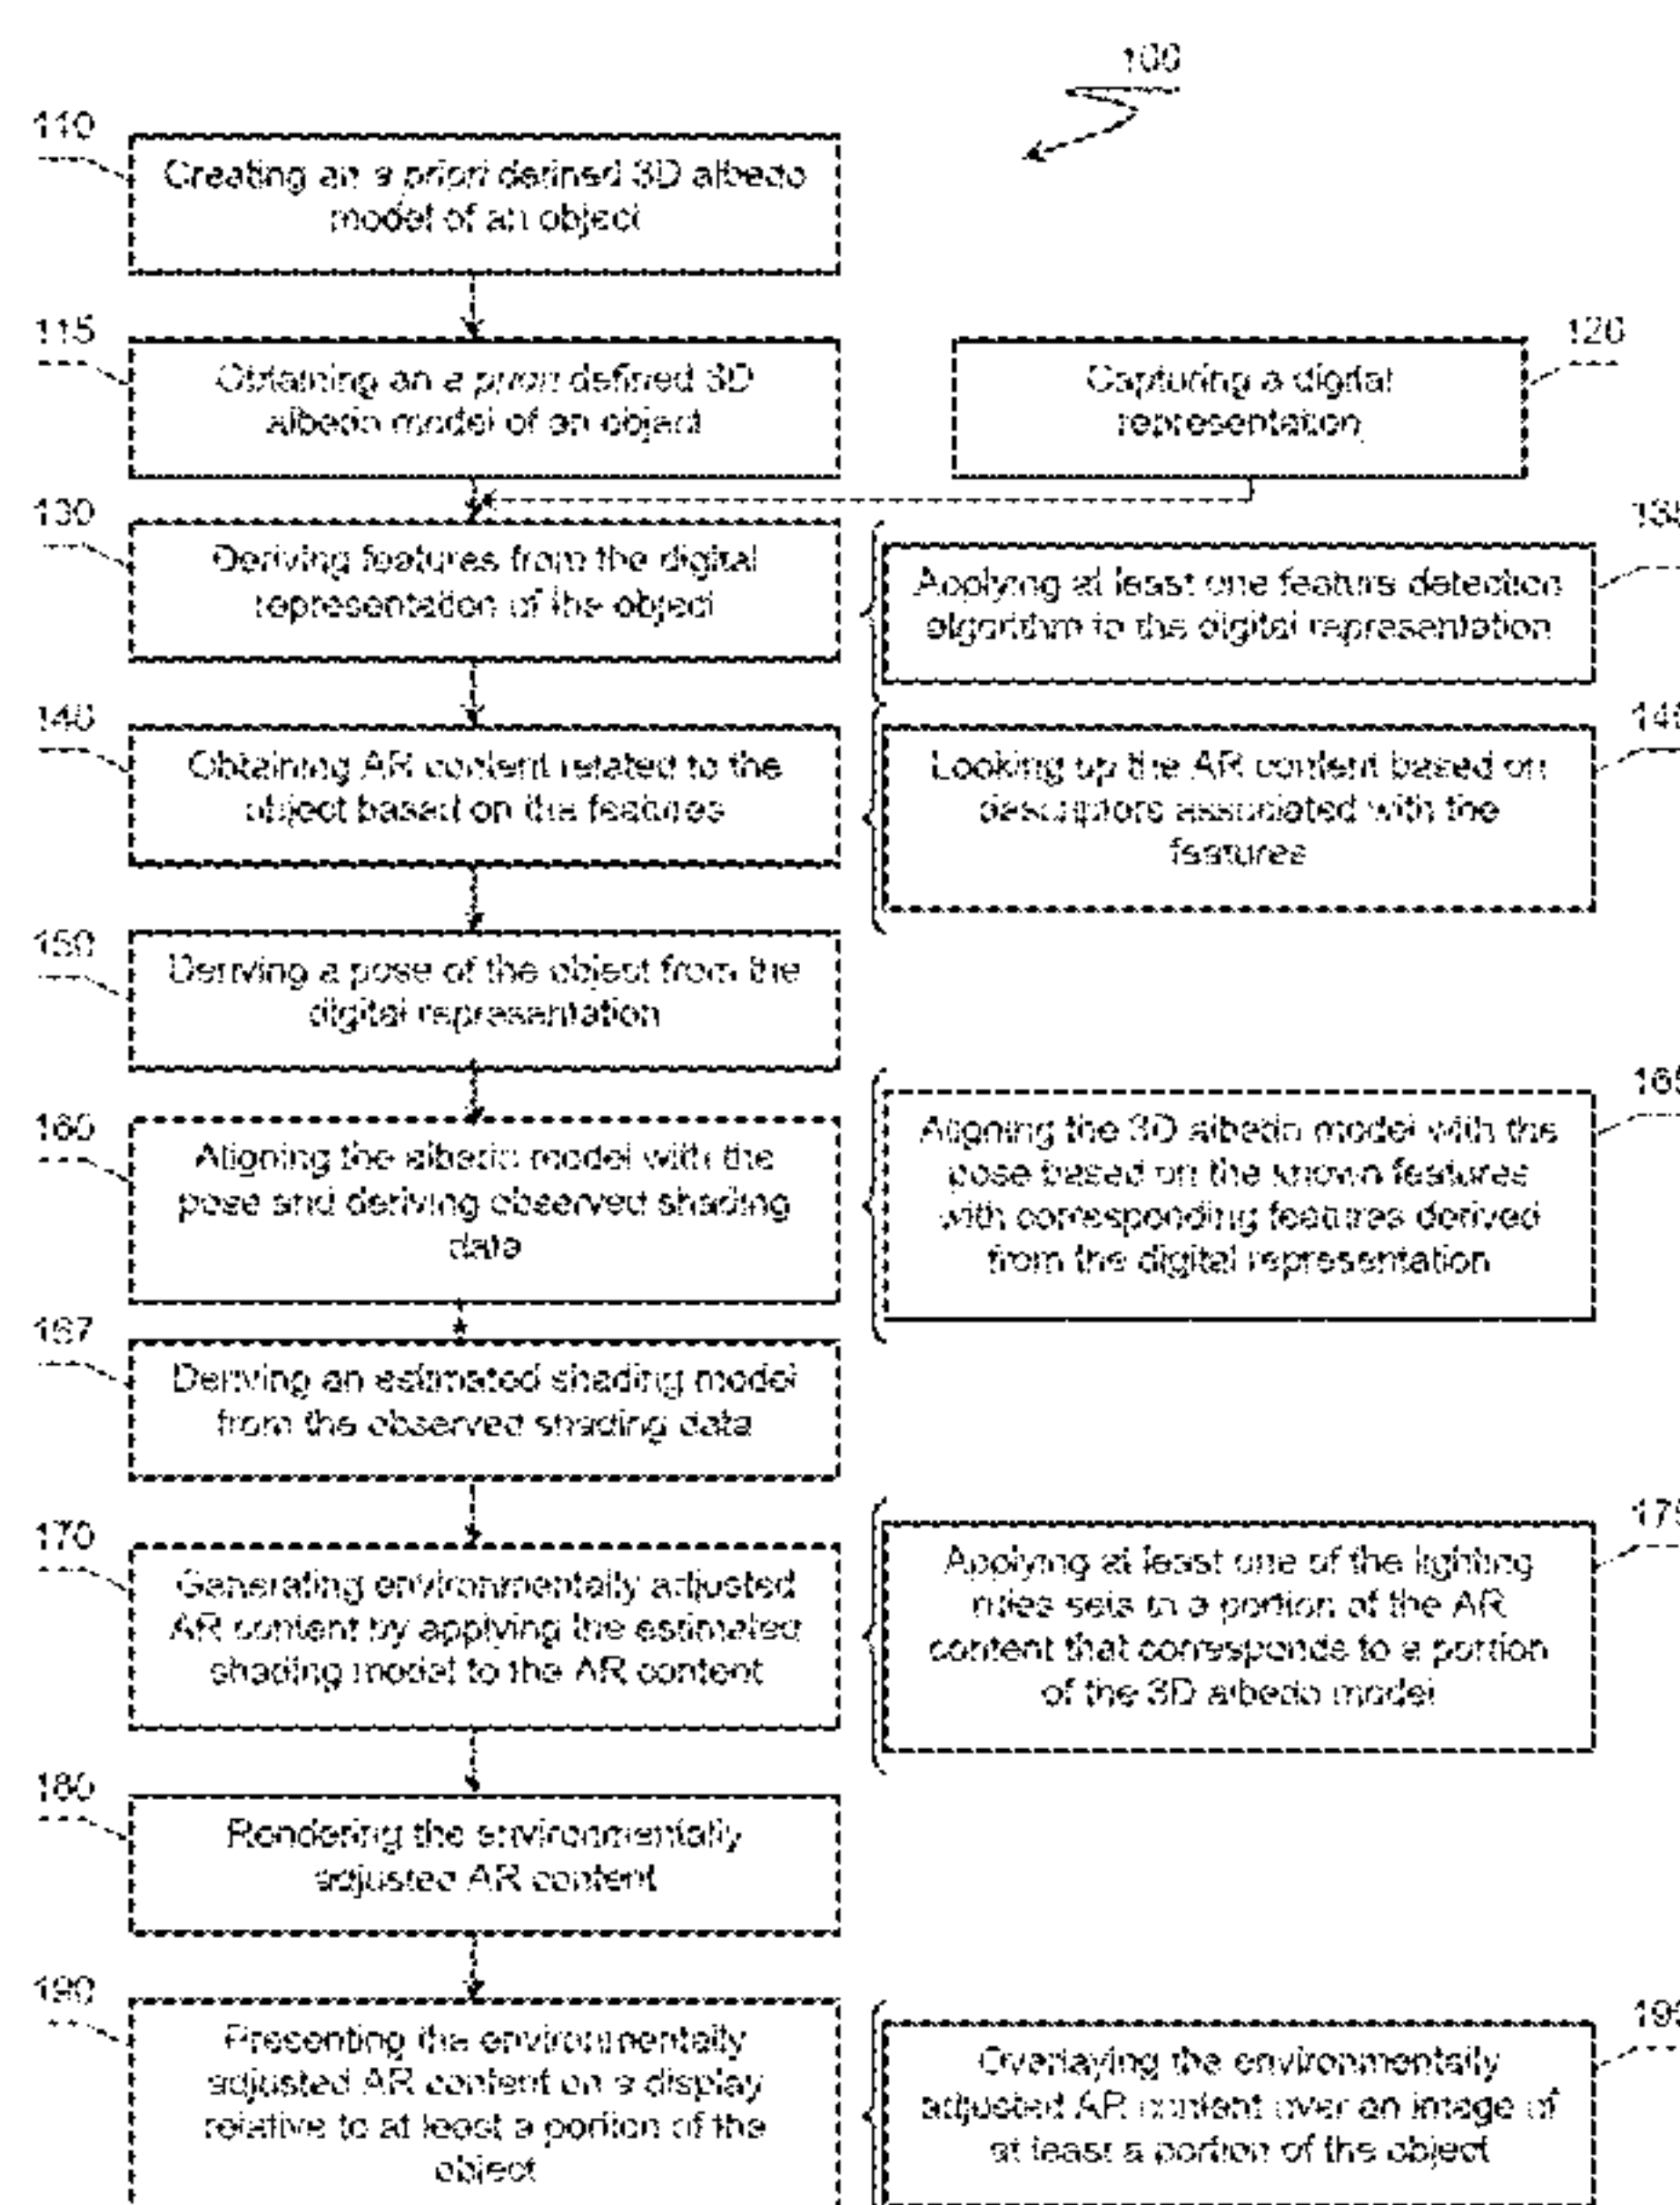 100
110
Creating an a priori defined 3D albedo
model of an object
115
Obtaining an a priori defined 3D
albedo model of an object
120
Capturing a digital
representation
130
Deriving features from the digital
representation of the object
Applying at least one feature detection
algorithm to the digital representation
140
Obtaining AR content related to the
object based on the features
Looking up the AR content based on
descriptors associated with the
features
150
Deriving a pose of the object from the
digital representation
160
Aligning the albedo model with the
pose and deriving observed shading
data
165
Aligning the 3D albedo model with the
pose based on the known features
with corresponding features derived
from the digital representation
167
Deriving an estimated shading model
from the observed shading data
170
Generating environmentally adjusted
AR content by applying the estimated
shading model to the AR content
175
Applying at least one of the lighting
rules sets to a portion of the AR
content that corresponds to a portion
of the 3D albedo model
180
Rendering the environmentally
adjusted AR content
190
Presenting the environmentally
adjusted AR content on a display
relative to at least a portion of the
object
Overlaying the environmentally
adjusted AR content over an image of
at least a portion of the object